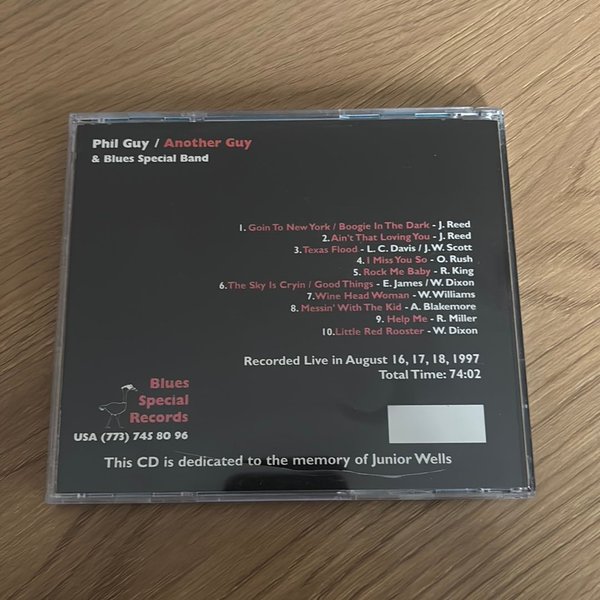 Phil Guy / Another Guy
& Blues Special Band
1. Goin To New York / Boogie In The Dark - J. Reed
2. Ain't That Loving You - J. Reed
3. Texas Flood - L. C. Davis / J.W. Scott
4. I Miss You So - O. Rush
5. Rock Me Baby - R. King
6. The Sky Is Cryin / Good Things - E. James / W. Dixon
7. Wine Head Woman - W. Williams
8. Messin' With The Kid - A. Blakemore
9. Help Me - R. Miller
10. Little Red Rooster - W. Dixon
Recorded Live in August 16, 17, 18, 1997
Total Time: 74:02
Blues
Special
Records
USA (773) 745 80 96
This CD is dedicated to the memory of Junior Wells